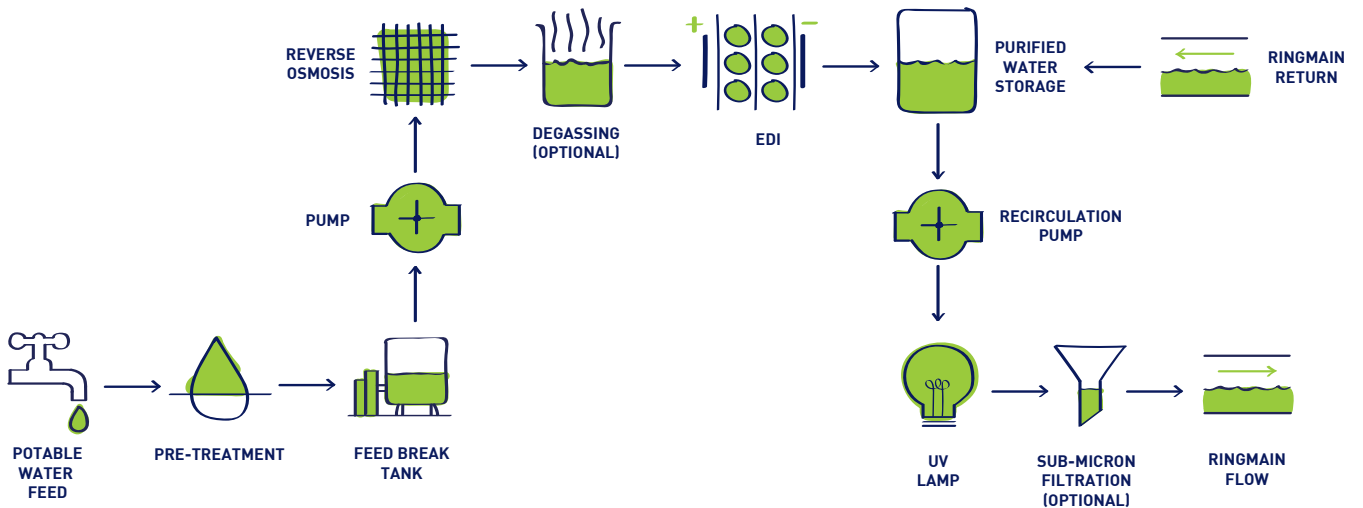 REVERSE
OSMOSIS
DEGASSING
(OPTIONAL)
+
–
EDI
PURIFIED
WATER
STORAGE
RINGMAIN
RETURN
PUMP
RECIRCULATION
PUMP
POTABLE
WATER
FEED
PRE-TREATMENT
FEED BREAK
TANK
UV
LAMP
SUB-MICRON
FILTRATION
(OPTIONAL)
RINGMAIN
FLOW